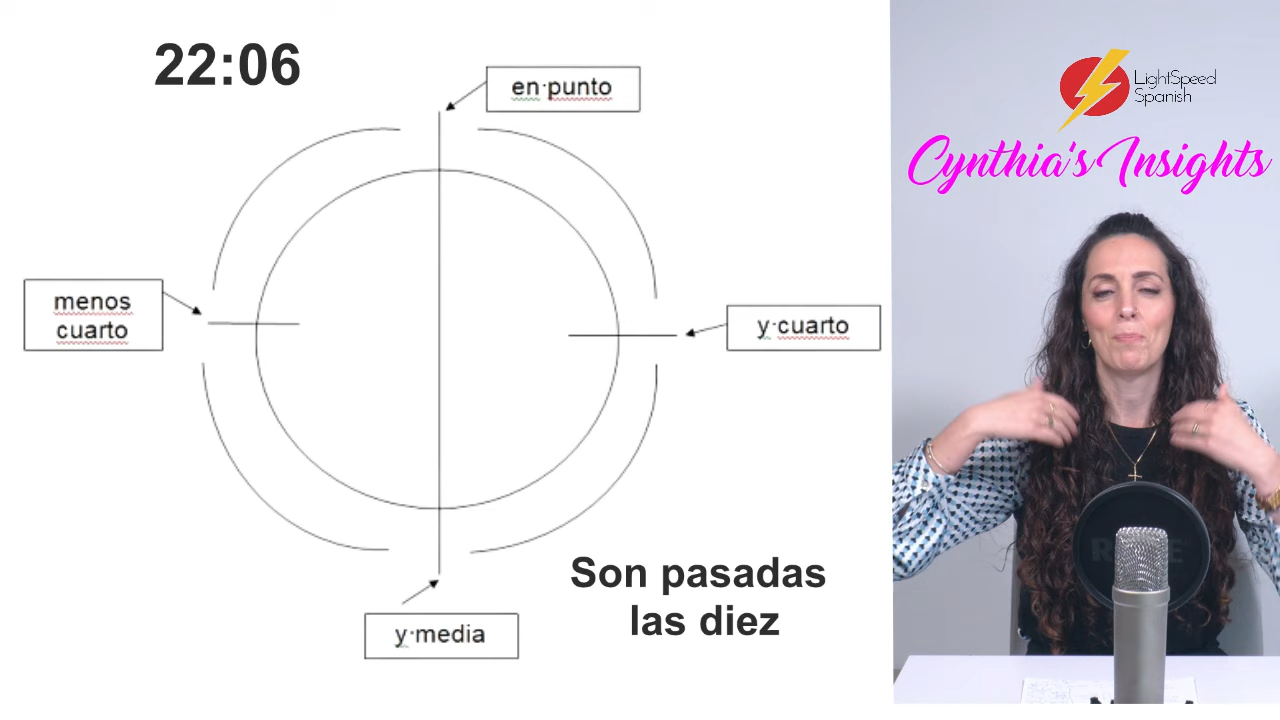 22:06
en punto
menos
cuarto
y cuarto
y media
Son pasadas
las diez
LightSpeed
Spanish
Cynthia's Insights